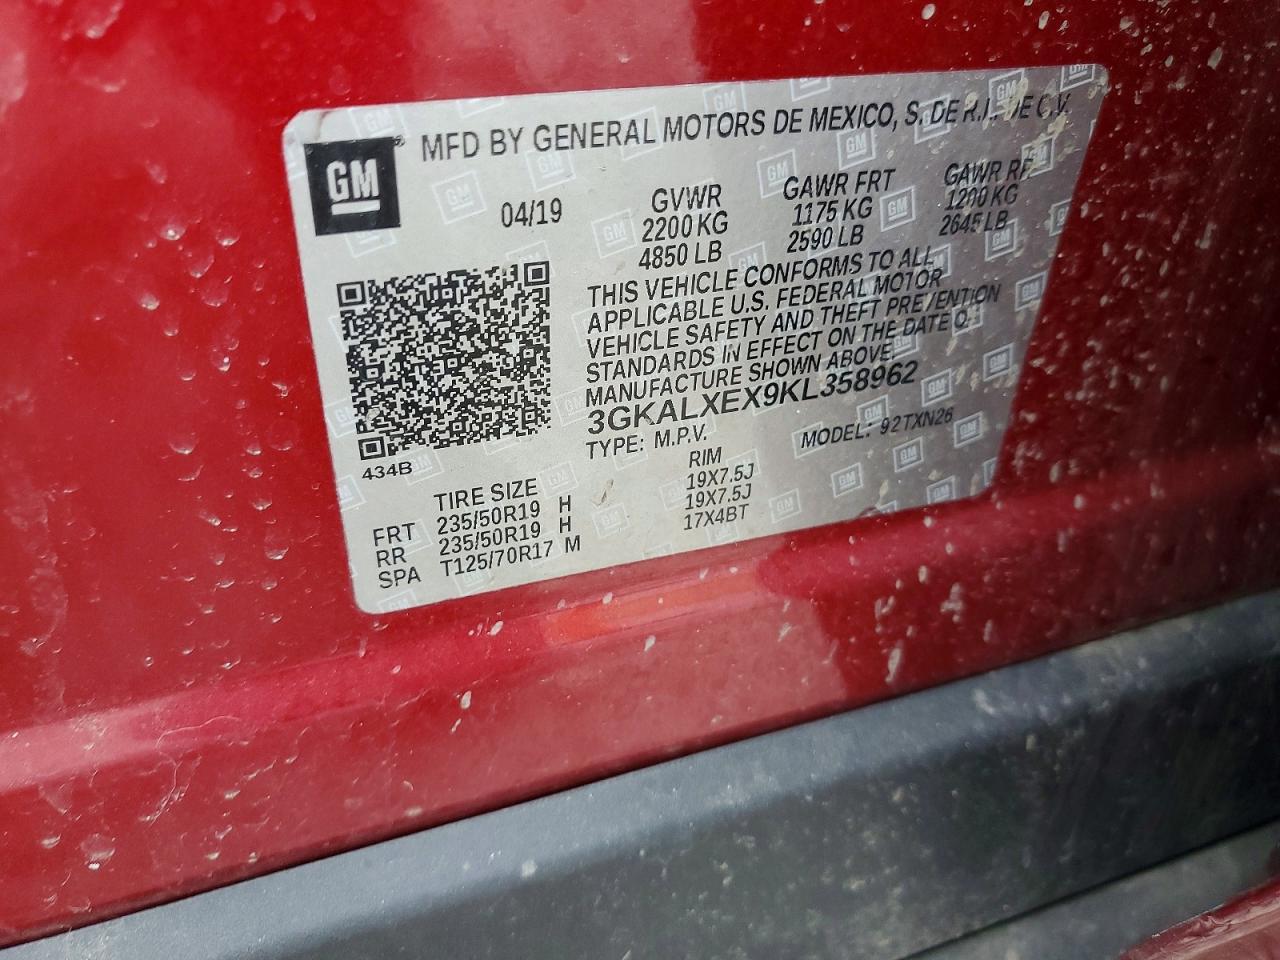 GM
MFD BY GENERAL MOTORS DE MEXICO, S. DE R.L. DE C.V.
04/19
GVWR GAWR FRT GAWR RR
2200 KG 1175 KG 1200 KG
4850 LB 2590 LB 2645 LB
THIS VEHICLE CONFORMS TO ALL
APPLICABLE U.S. FEDERAL MOTOR
VEHICLE SAFETY AND THEFT PREVENTION
STANDARDS IN EFFECT ON THE DATE OF
MANUFACTURE SHOWN ABOVE.
3GKALXEX9KL358962
TYPE: M.P.V. MODEL: 92TXN26
434B
TIRE SIZE RIM
FRT 235/50R19 H 19X7.5J
RR 235/50R19 H 19X7.5J
SPA T125/70R17 M 17X4BT